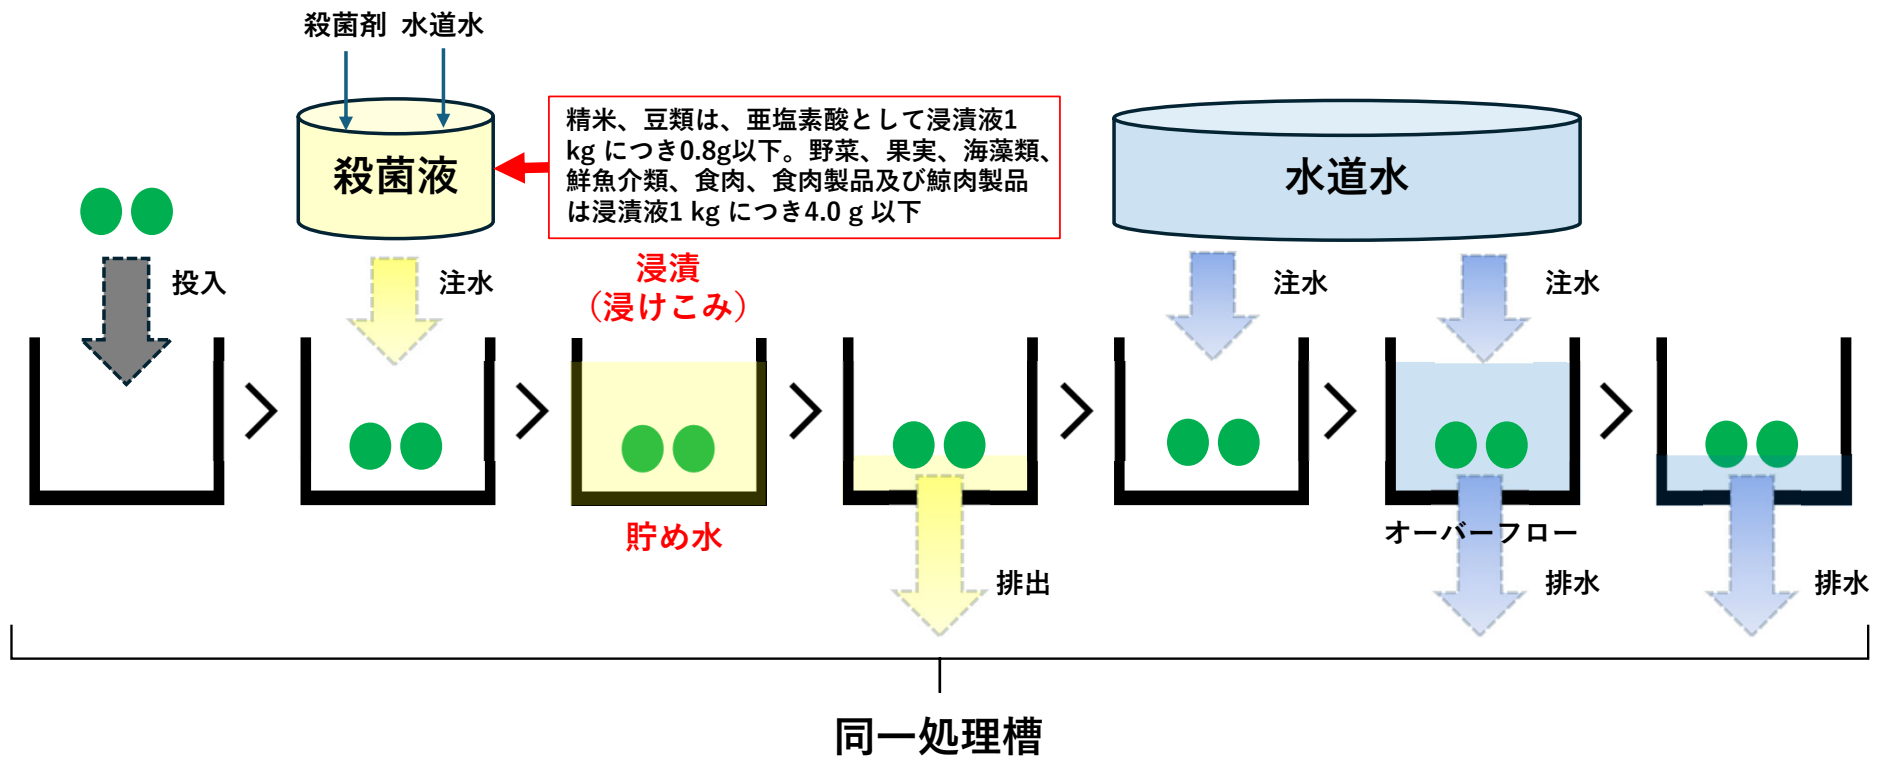 殺菌剤 水道水
殺菌液
精米、豆類は、亜塩素酸として浸漬液1
kg につき0.8g以下。野菜、果実、海藻類、
鮮魚介類、食肉、食肉製品及び鯨肉製品
は浸漬液1 kg につき4.0 g 以下
水道水
投入
注水
浸漬
（浸けこみ）
注水
注水
貯め水
オーバーフロー
排出
排水
排水
同一処理槽